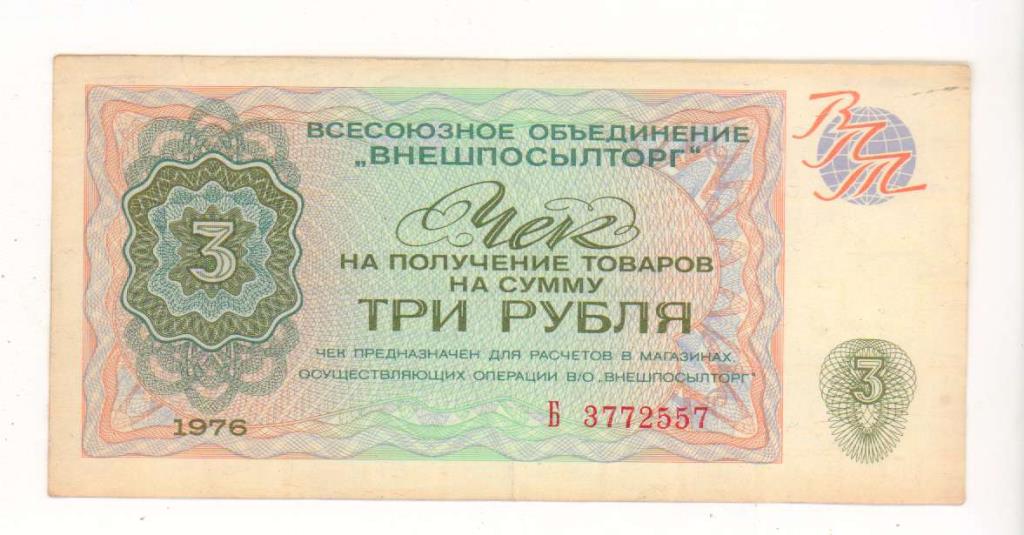 ВСЕСОЮЗНОЕ ОБЪЕДИНЕНИЕ
„ВНЕШПОСЫЛТОРГ“
ВПТ
Чек
НА ПОЛУЧЕНИЕ ТОВАРОВ
НА СУММУ
ТРИ РУБЛЯ
3
ЧЕК ПРЕДНАЗНАЧЕН ДЛЯ РАСЧЕТОВ В МАГАЗИНАХ,
ОСУЩЕСТВЛЯЮЩИХ ОПЕРАЦИИ В/О „ВНЕШПОСЫЛТОРГ“
3
1976
Б 3772557